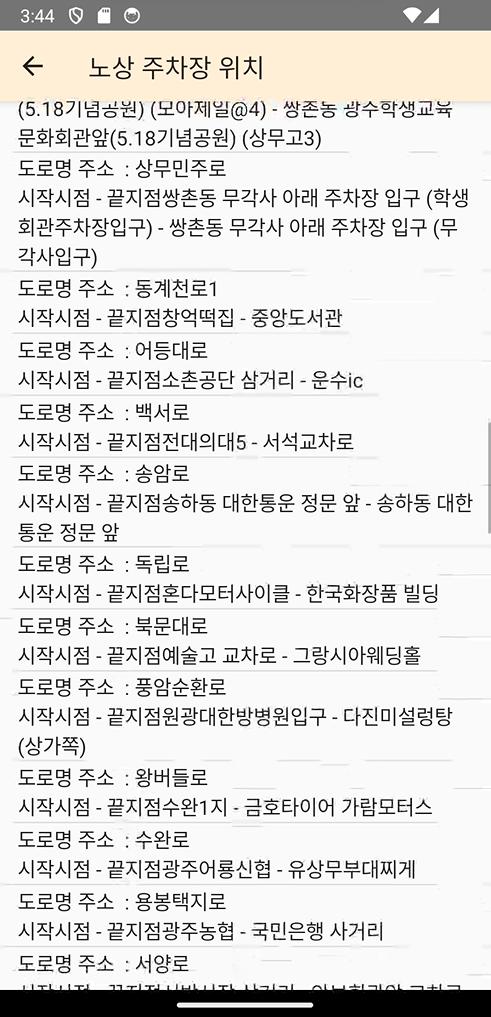 3:44
노상 주차장 위치
(5.18기념공원) (모아제일@4) - 쌍촌동 광주학생교육
문화회관앞(5.18기념공원) (상무고3)
도로명 주소 : 상무민주로
시작시점 - 끝지점쌍촌동 무각사 아래 주차장 입구 (학생
회관주차장입구) - 쌍촌동 무각사 아래 주차장 입구 (무
각사입구)
도로명 주소 : 동계천로1
시작시점 - 끝지점창억떡집 - 중앙도서관
도로명 주소 : 어등대로
시작시점 - 끝지점소촌공단 삼거리 - 운수ic
도로명 주소 : 백서로
시작시점 - 끝지점전대의대5 - 서석교차로
도로명 주소 : 송암로
시작시점 - 끝지점송하동 대한통운 정문 앞 - 송하동 대한
통운 정문 앞
도로명 주소 : 독립로
시작시점 - 끝지점혼다모터사이클 - 한국화장품 빌딩
도로명 주소 : 북문대로
시작시점 - 끝지점예술고 교차로 - 그랑시아웨딩홀
도로명 주소 : 풍암순환로
시작시점 - 끝지점원광대한방병원입구 - 다진미설렁탕
(상가쪽)
도로명 주소 : 왕버들로
시작시점 - 끝지점수완1지 - 금호타이어 가람모터스
도로명 주소 : 수완로
시작시점 - 끝지점광주어룡신협 - 유상무부대찌게
도로명 주소 : 용봉택지로
시작시점 - 끝지점광주농협 - 국민은행 사거리
도로명 주소 : 서양로